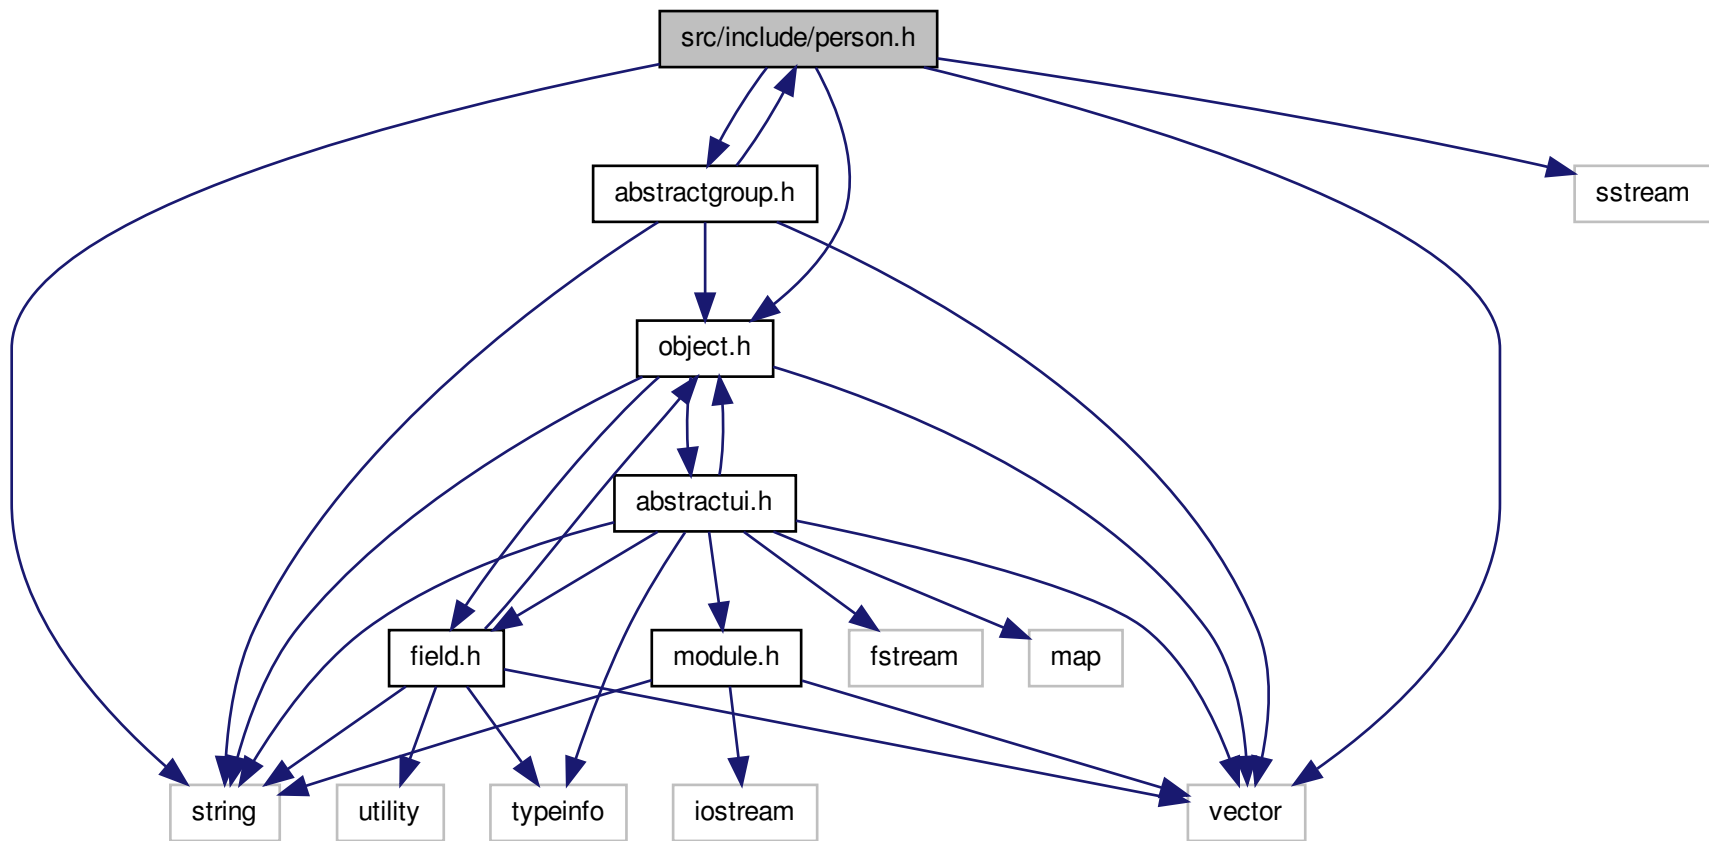 src/include/person.h
abstractgroup.h
sstream
object.h
abstractui.h
field.h
module.h
fstream
map
string
utility
typeinfo
iostream
vector